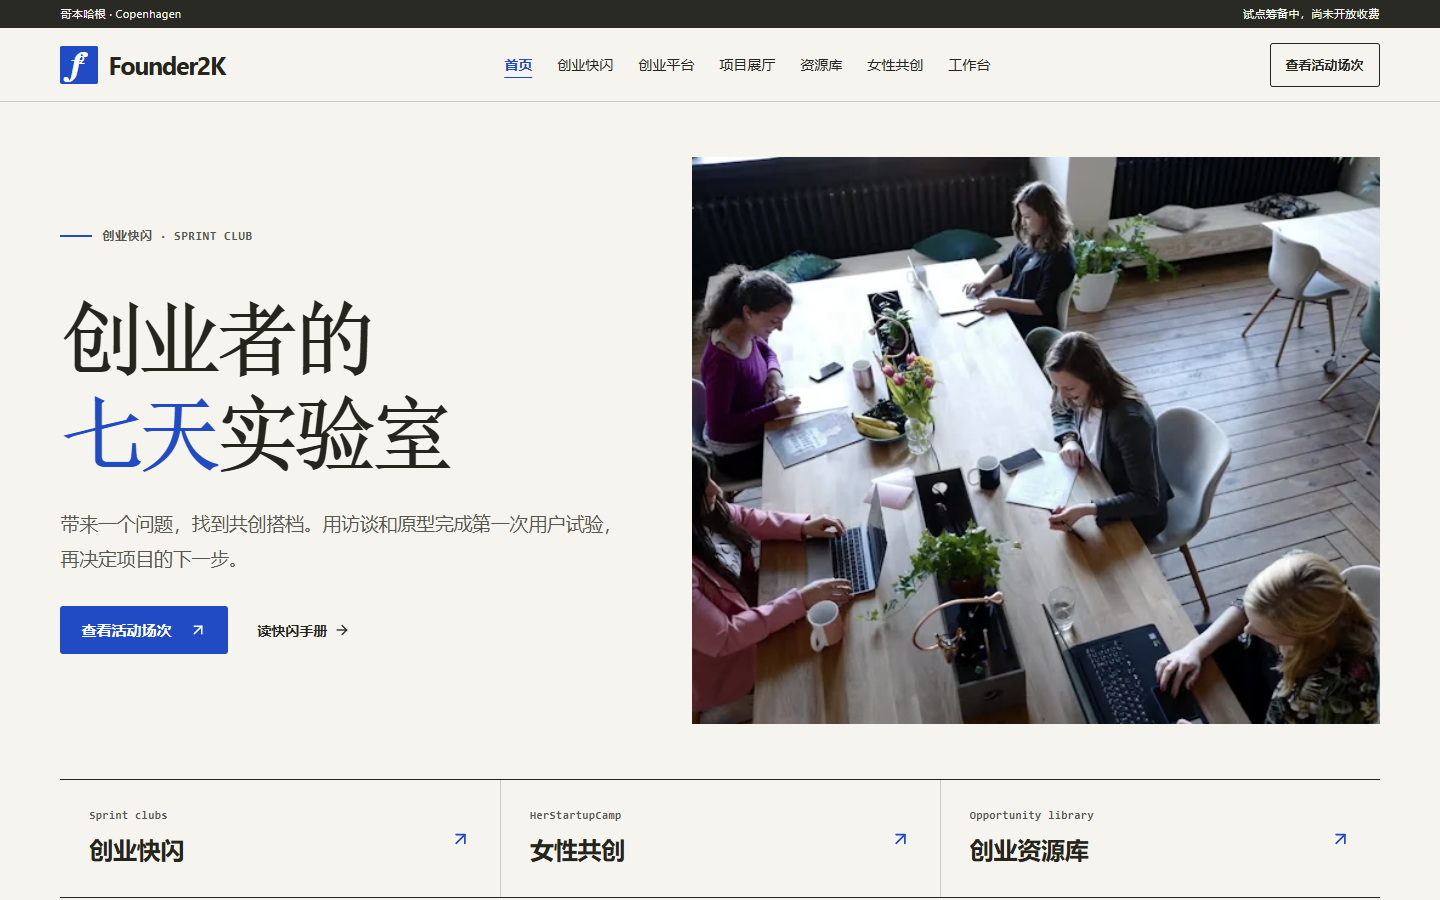 哥本哈根 · Copenhagen
试点筹备中，尚未开放收费
Founder2K
首页
创业快闪
创业平台
项目展厅
资源库
女性共创
工作台
查看活动场次
创业快闪 · SPRINT CLUB
创业者的
七天实验室
带来一个问题，找到共创搭档。用访谈和原型完成第一次用户试验，
再决定项目的下一步。
查看活动场次
读快闪手册
Sprint clubs
创业快闪
HerStartupCamp
女性共创
Opportunity library
创业资源库